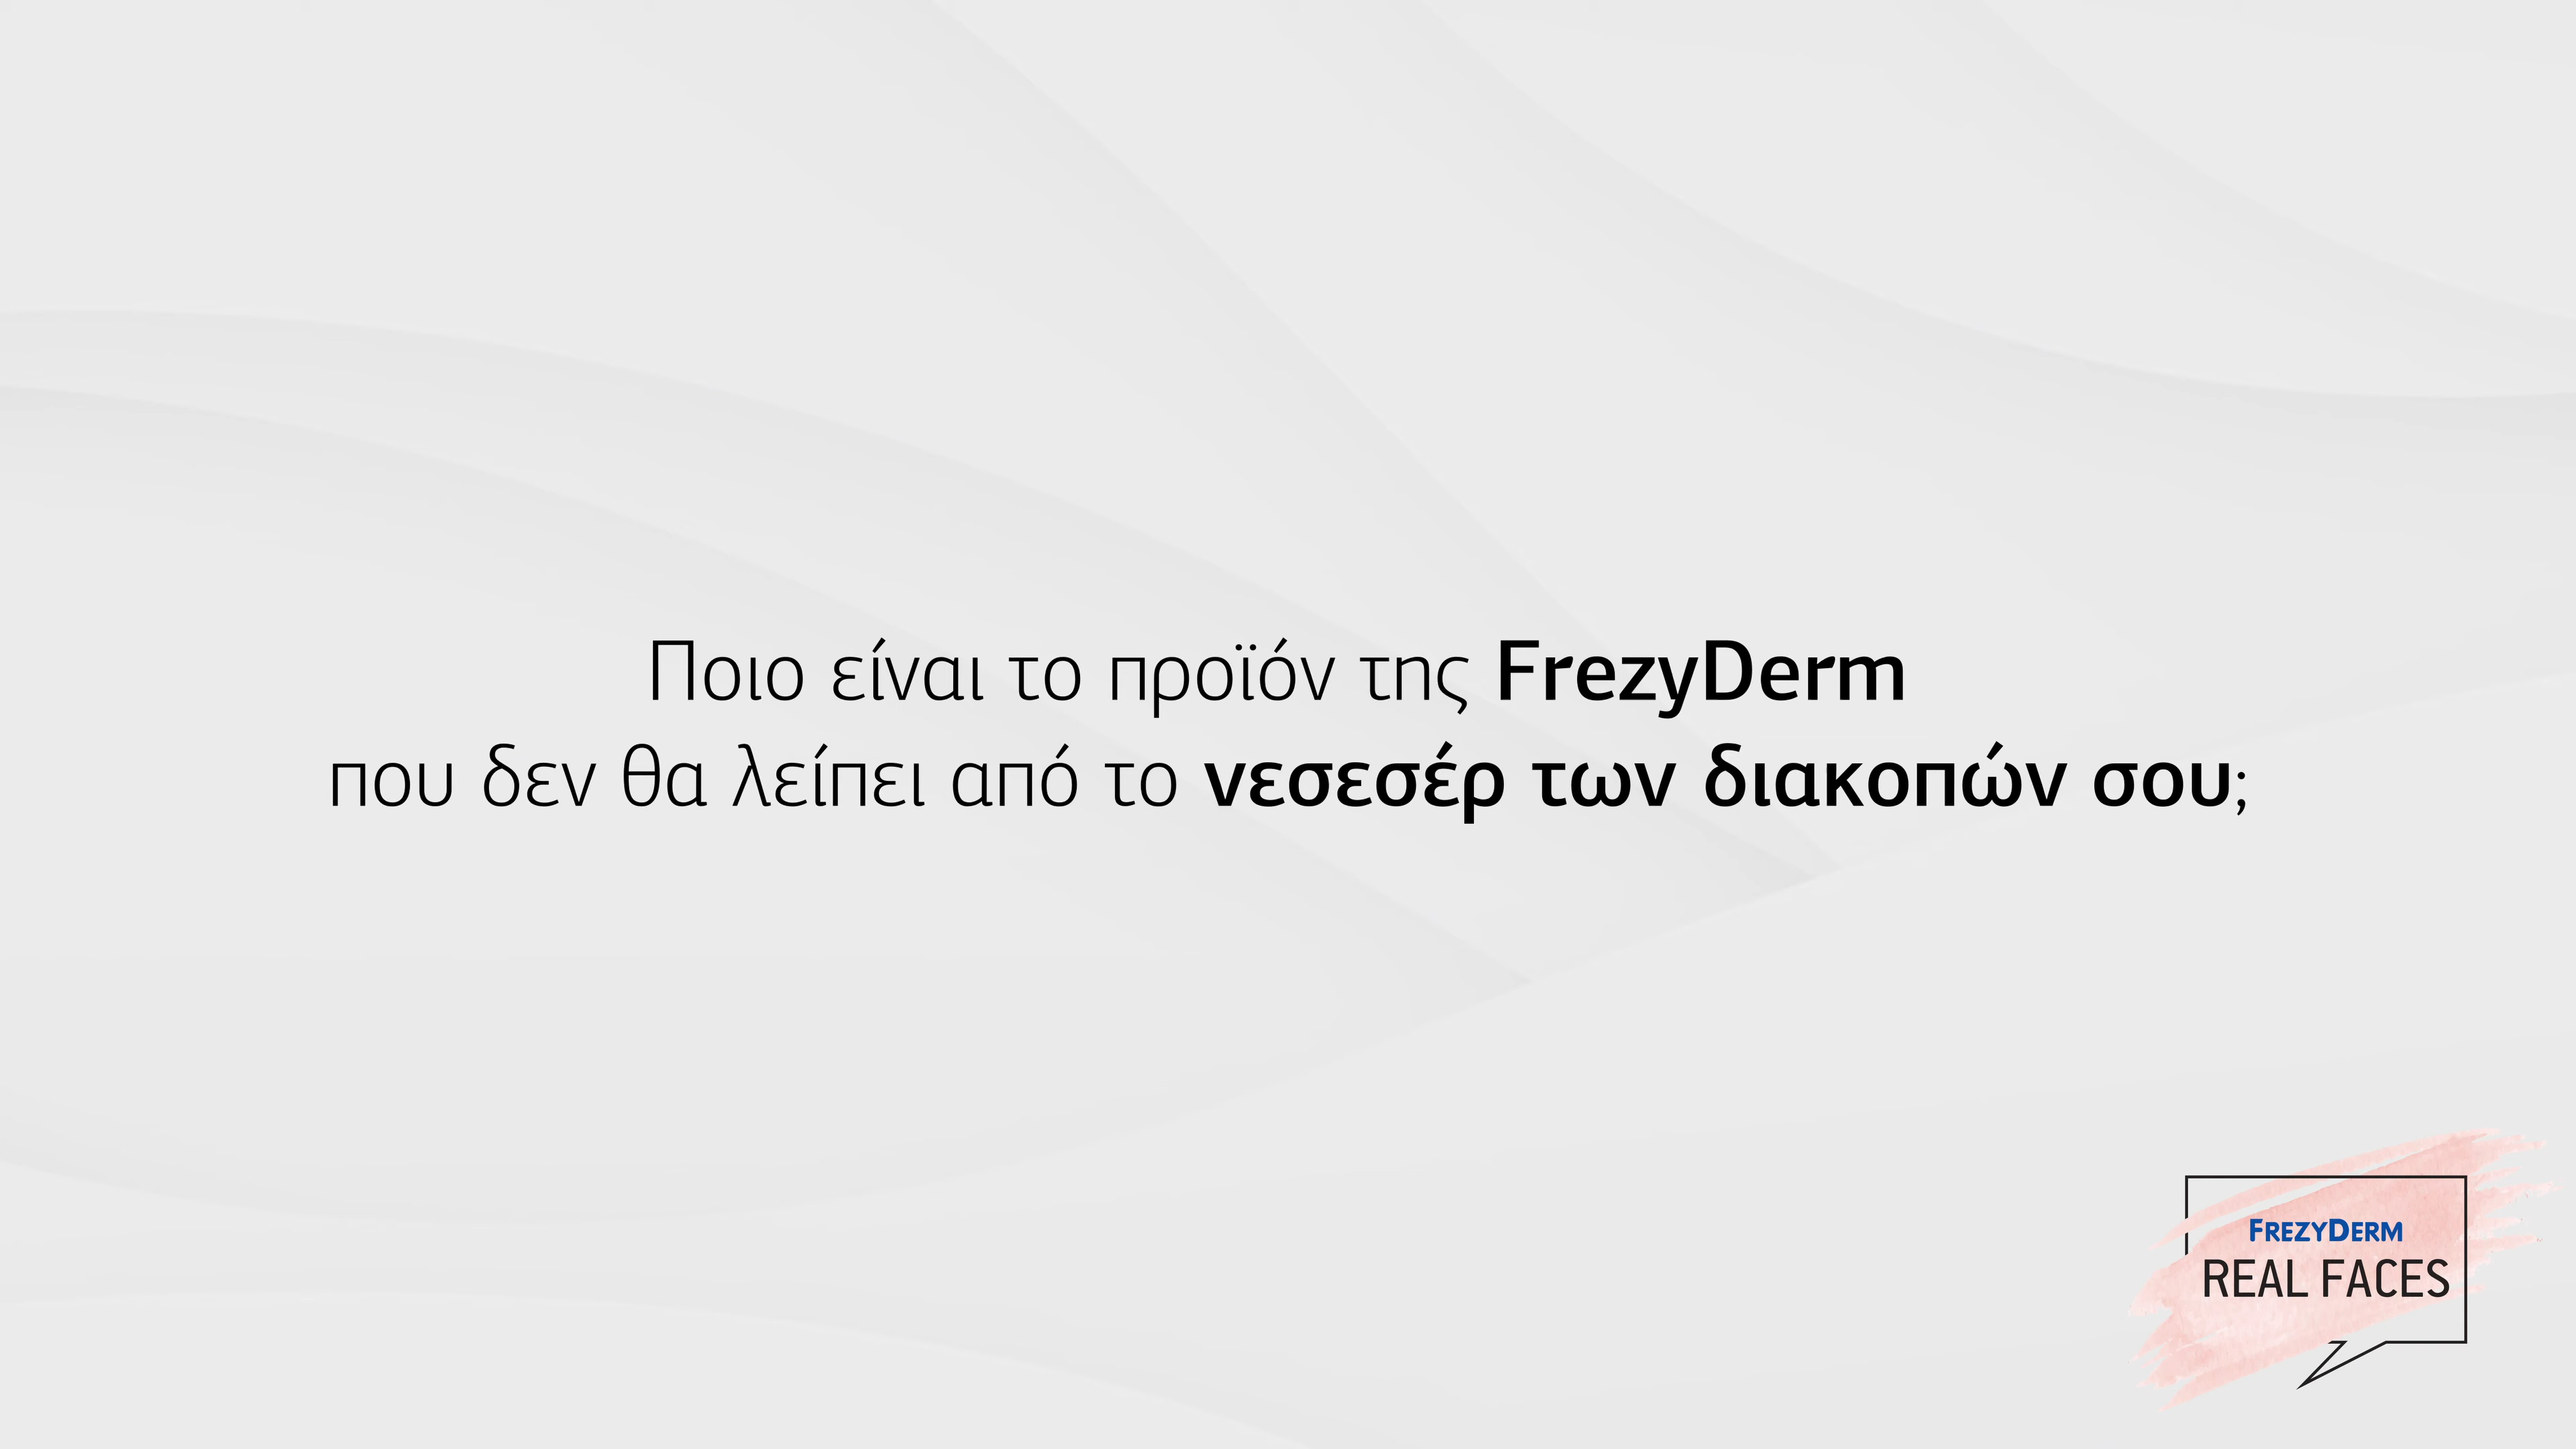 Ποιο είναι το προϊόν της FrezyDerm
που δεν θα λείπει από το νεσεσέρ των διακοπών σου;
FREZYDERM
REAL FACES